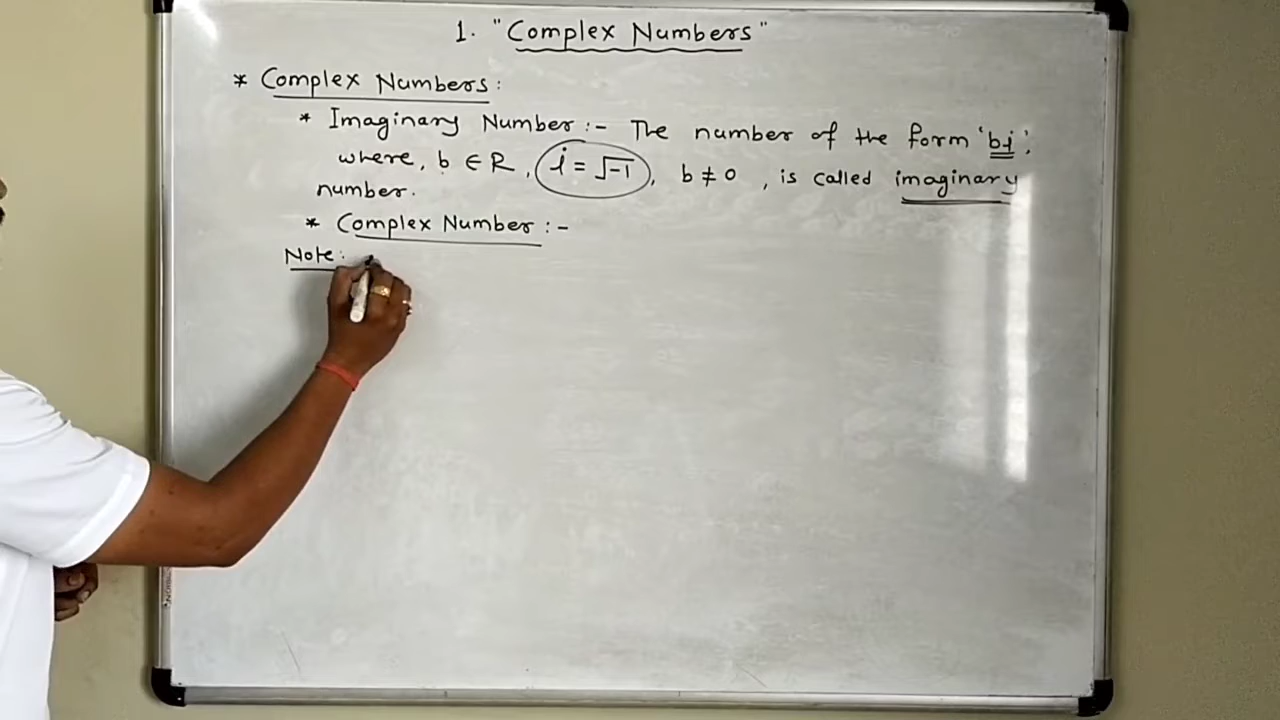 1. "Complex Numbers"
* Complex Numbers:
* Imaginary Number :- The number of the form 'bi',
where, b ∈ R, i = √-1, b ≠ 0, is called imaginary
number.
* Complex Number :-
Note: